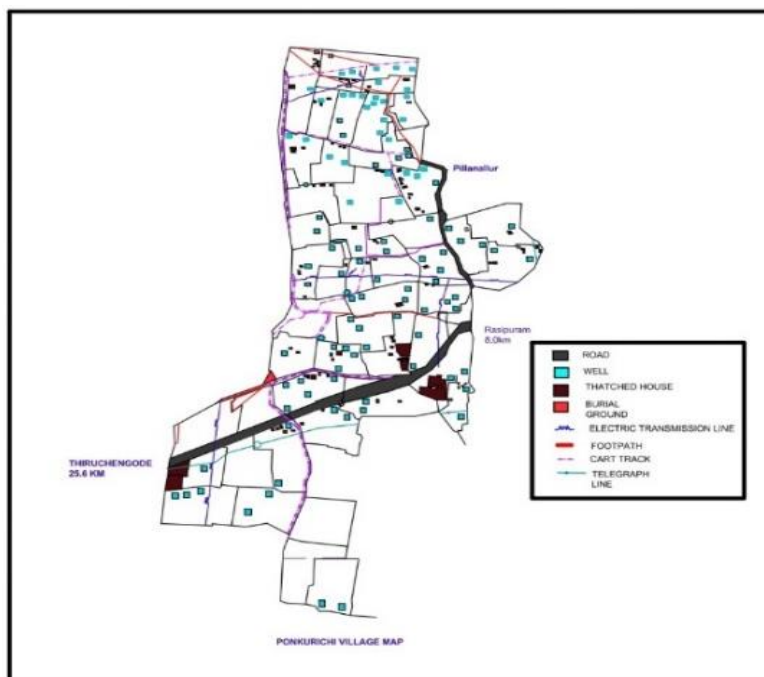 Pillanallur
Rasipuram
8.0km
ROAD
WELL
THATCHED HOUSE
BURIAL
GROUND
ELECTRIC TRANSMISSION LINE
FOOTPATH
CART TRACK
TELEGRAPH
LINE
THIRUCHENGODE
25.6 KM
PONKURICHI VILLAGE MAP